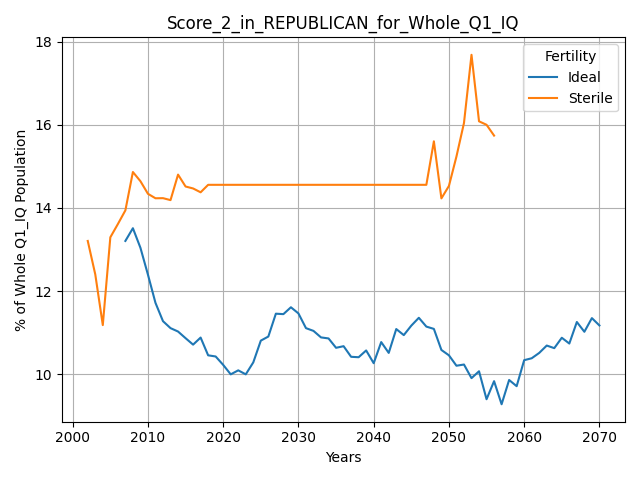 Score_2_in_REPUBLICAN_for_Whole_Q1_IQ
% of Whole Q1_IQ Population
18
16
14
12
10
Fertility
Ideal
Sterile
2000 2010 2020 2030 2040 2050 2060 2070
Years